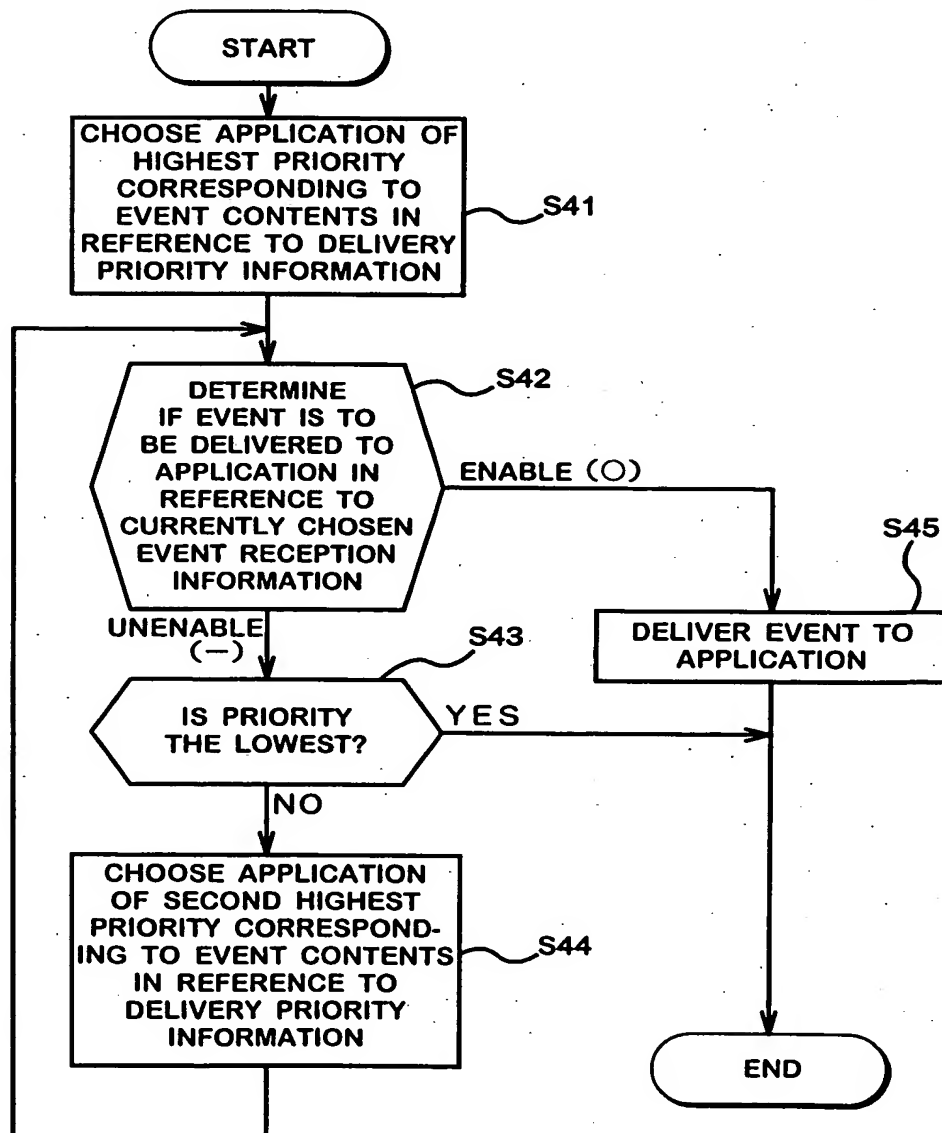 START
CHOOSE APPLICATION OF
HIGHEST PRIORITY
CORRESPONDING TO
EVENT CONTENTS IN
REFERENCE TO DELIVERY
PRIORITY INFORMATION
S41
DETERMINE
IF EVENT IS TO
BE DELIVERED TO
APPLICATION IN
REFERENCE TO
CURRENTLY CHOSEN
EVENT RECEPTION
INFORMATION
S42
ENABLE (○)
S45
DELIVER EVENT TO
APPLICATION
UNENABLE
(—)
S43
IS PRIORITY
THE LOWEST?
YES
NO
CHOOSE APPLICATION
OF SECOND HIGHEST
PRIORITY CORRESPOND-
ING TO EVENT CONTENTS
IN REFERENCE TO
DELIVERY PRIORITY
INFORMATION
S44
END